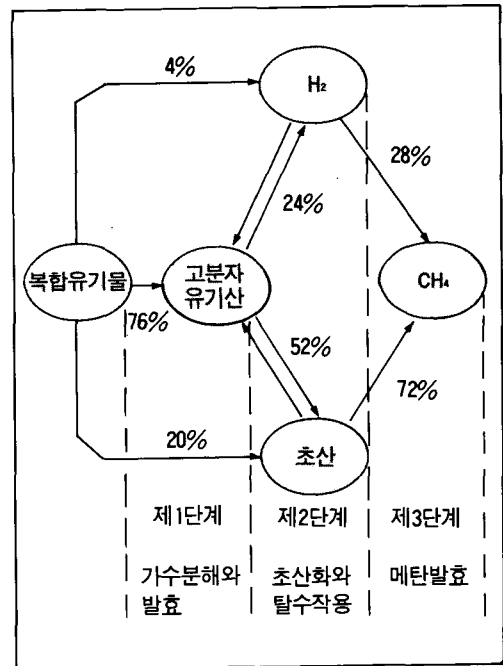 4%
H₂
28%
24%
복합유기물
고분자
유기산
CH₄
76%
52%
72%
20%
초산
제1단계
제2단계
제3단계
가수분해와
발효
초산화와
탈수작용
메탄발효